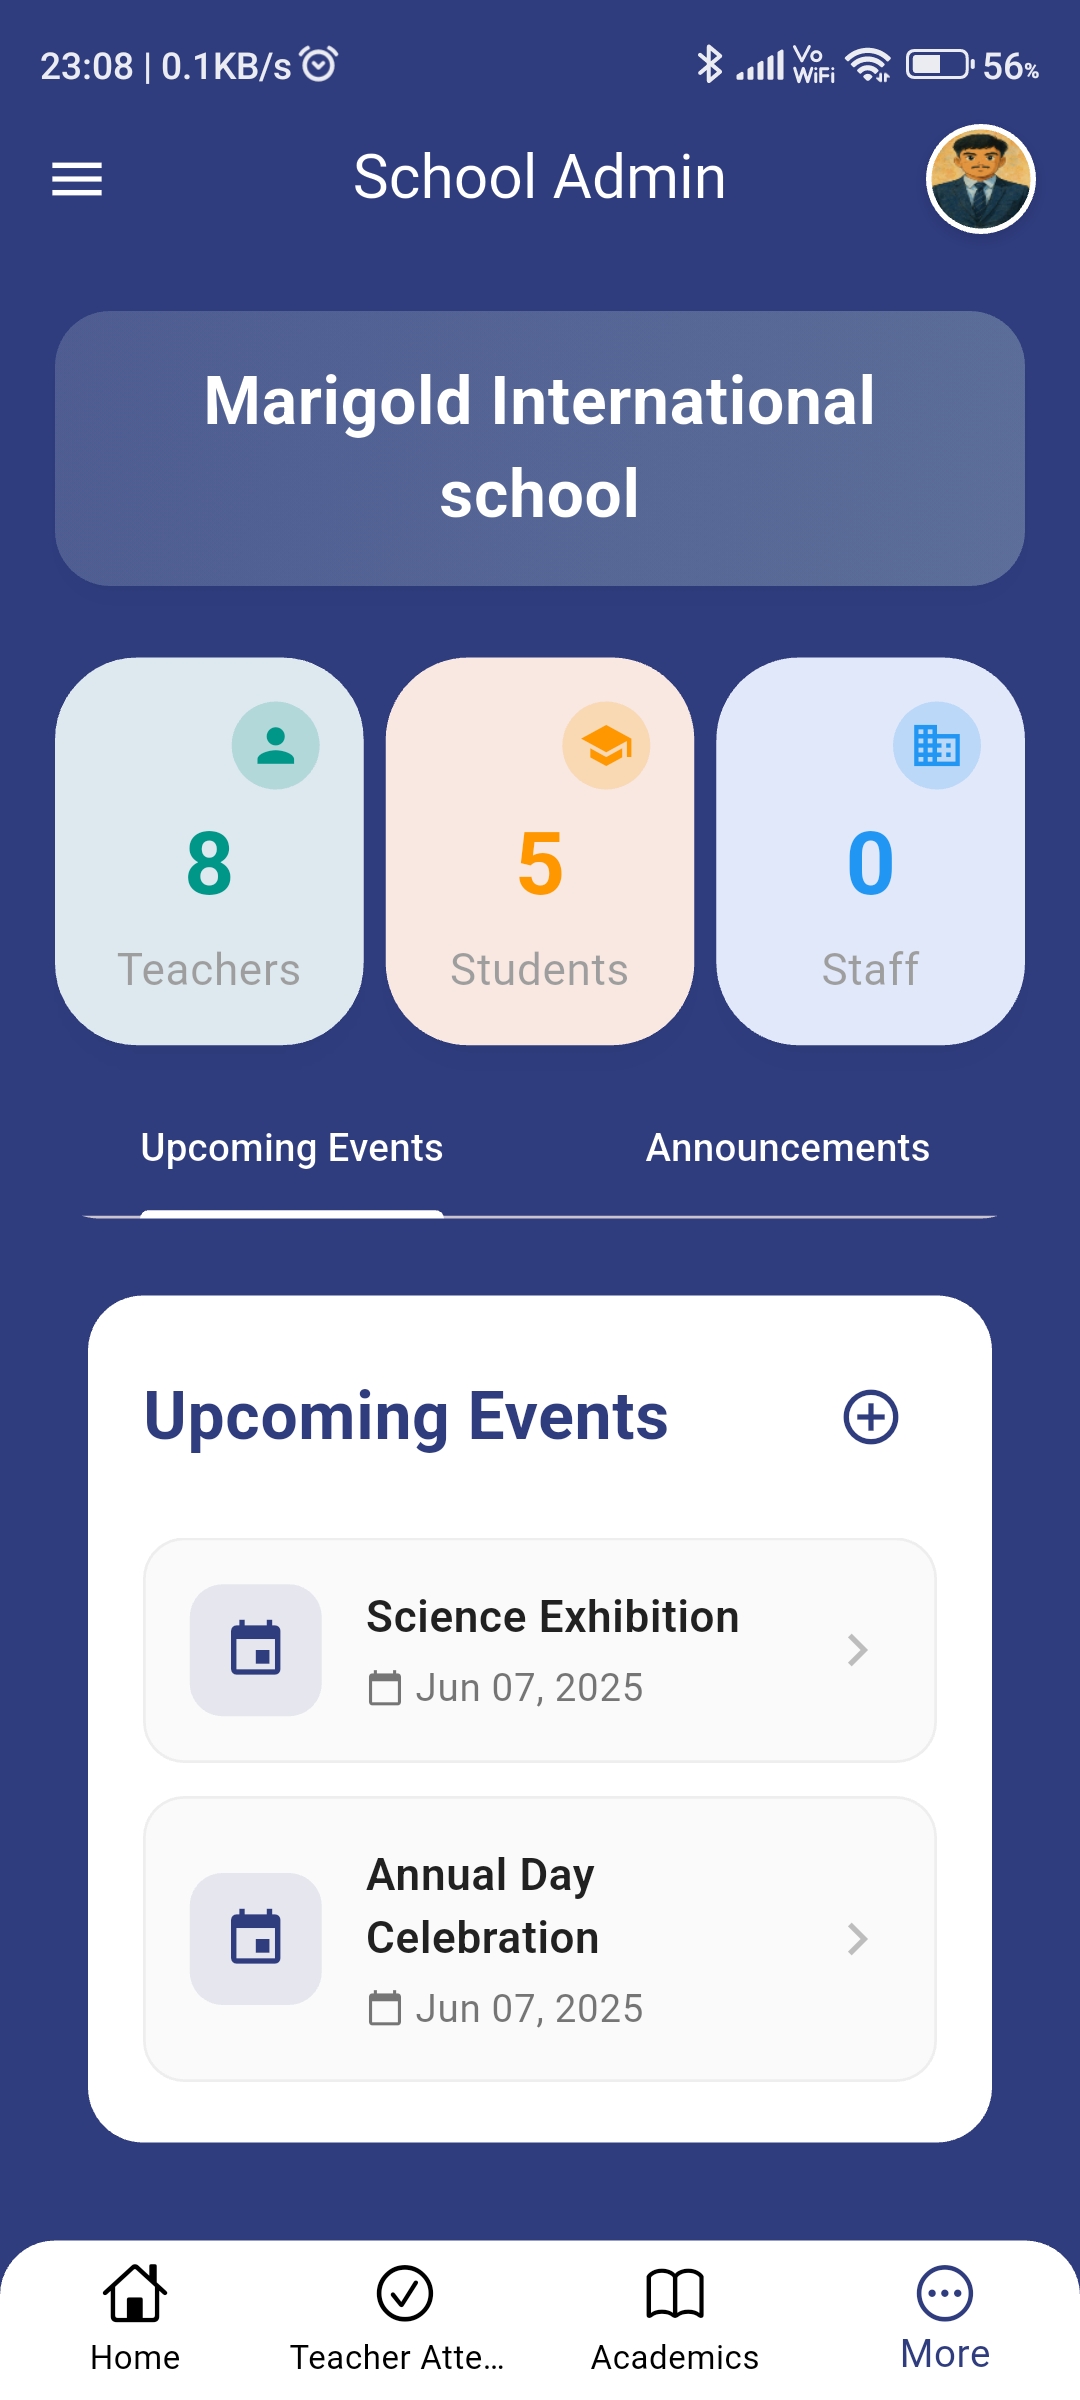 23:08 | 0.1KB/s Vo WiFi 56%
School Admin
Marigold International
school
8 5 0
Teachers Students Staff
Upcoming Events Announcements
Upcoming Events
Science Exhibition
Jun 07, 2025
Annual Day
Celebration
Jun 07, 2025
Home Teacher Atte... Academics More